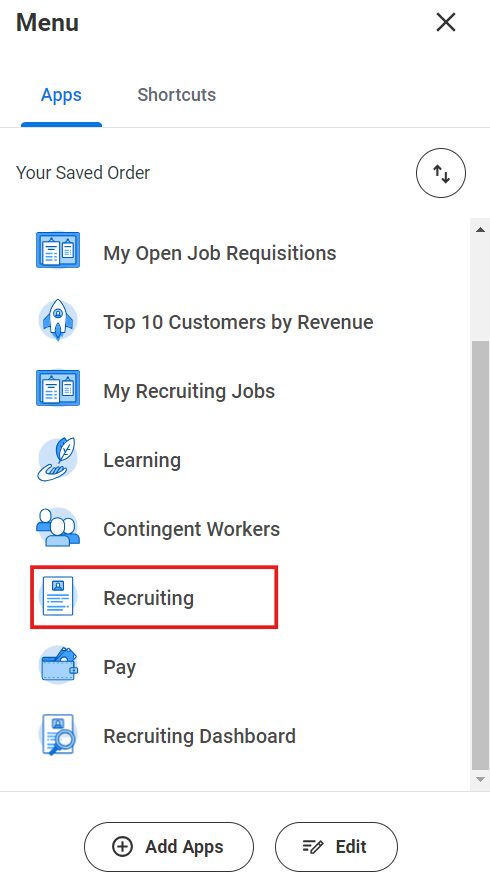 Menu
Apps
Shortcuts
Your Saved Order
My Open Job Requisitions
Top 10 Customers by Revenue
My Recruiting Jobs
Learning
Contingent Workers
Recruiting
Pay
Recruiting Dashboard
Add Apps
Edit